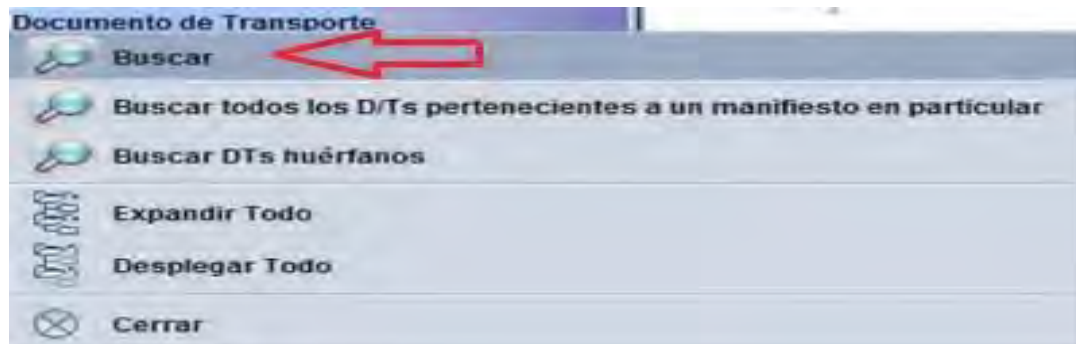 Documento de Transporte
Buscar
Buscar todos los D/Ts pertenecientes a un manifiesto en particular
Buscar DTs huérfanos
Expandir Todo
Desplegar Todo
Cerrar